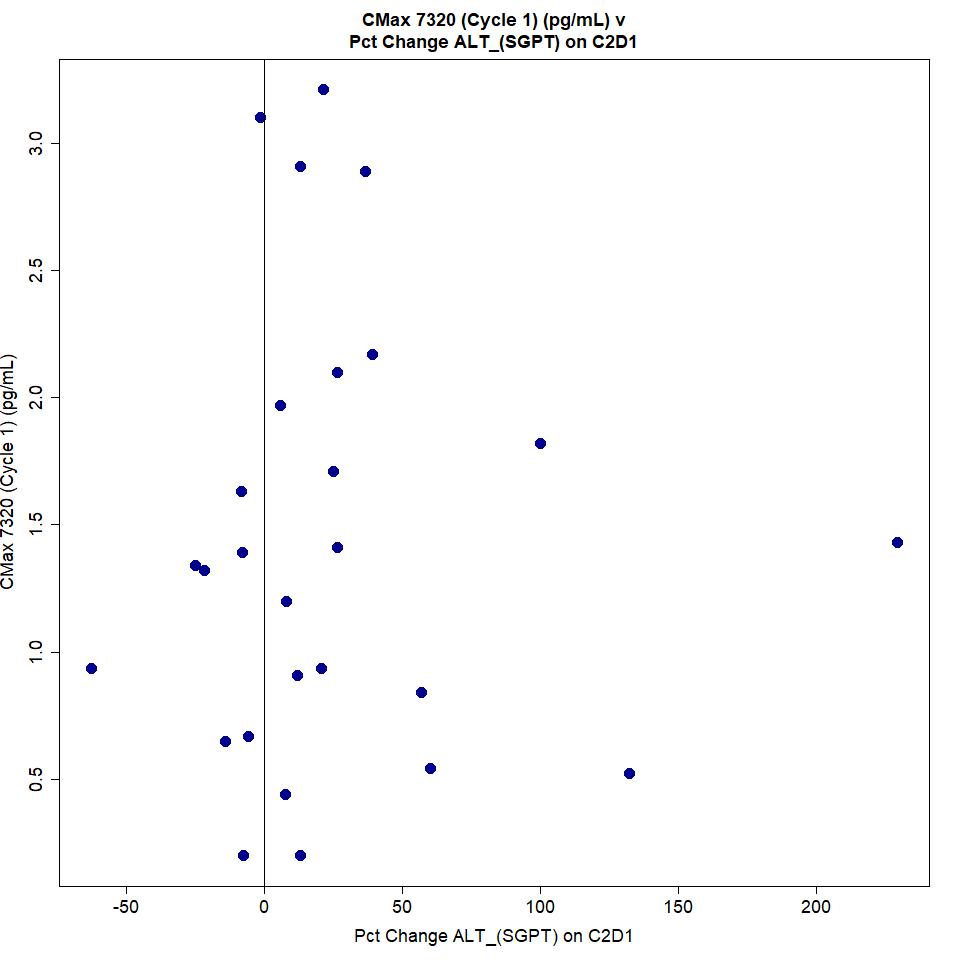 CMax 7320 (Cycle 1) (pg/mL) v
Pct Change ALT_(SGPT) on C2D1
CMax 7320 (Cycle 1) (pg/mL)
3.0
2.5
2.0
1.5
1.0
0.5
-50 0 50 100 150 200
Pct Change ALT_(SGPT) on C2D1